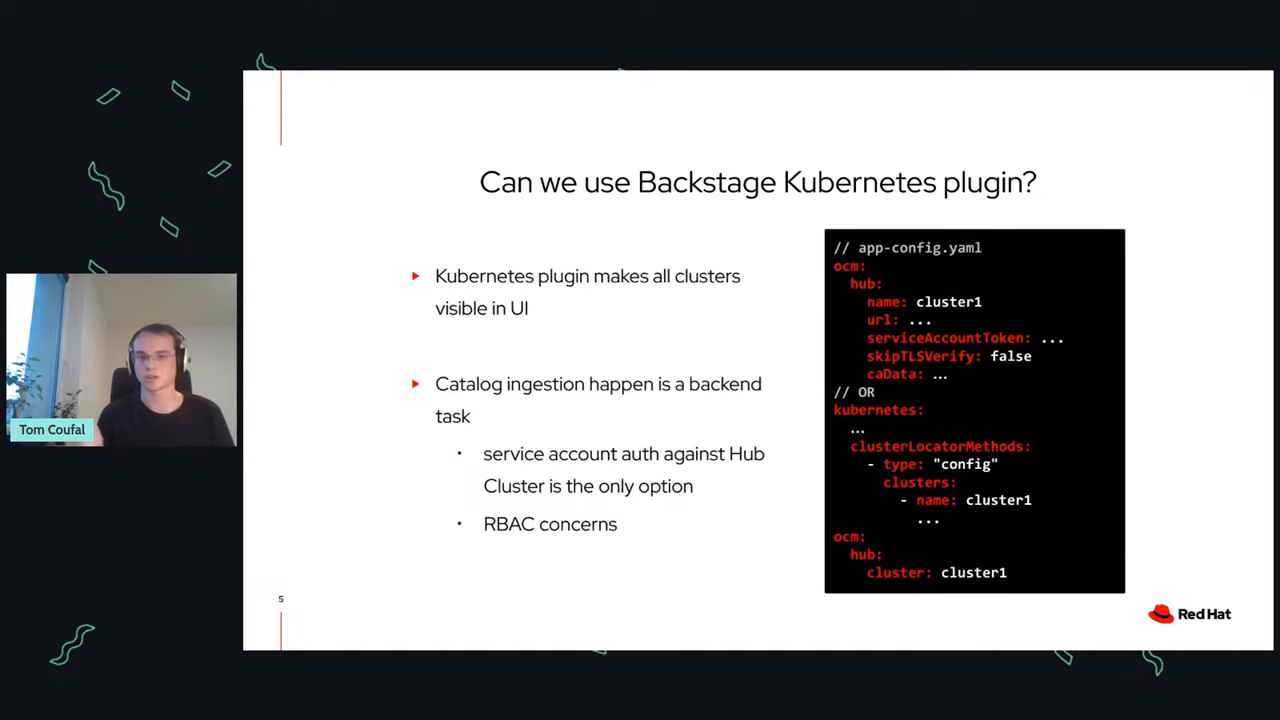 Can we use Backstage Kubernetes plugin?
Kubernetes plugin makes all clusters
visible in UI
Catalog ingestion happen is a backend
task
service account auth against Hub
Cluster is the only option
RBAC concerns
// app-config.yaml
ocm:
  hub:
    name: cluster1
    url: ...
    serviceAccountToken: ...
    skipTLSVerify: false
    caData: ...
// OR
kubernetes:
  ...
  clusterLocatorMethods:
    - type: "config"
      clusters:
        - name: cluster1
          ...
ocm:
  hub:
    cluster: cluster1
Tom Coufal
5
Red Hat